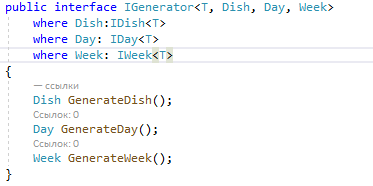 public interface IGenerator<T, Dish, Day, Week>
where Dish:IDish<T>
where Day: IDay<T>
where Week: IWeek<T>
{
— ссылки
Dish GenerateDish();
Ссылок: 0
Day GenerateDay();
Ссылок: 0
Week GenerateWeek();
}